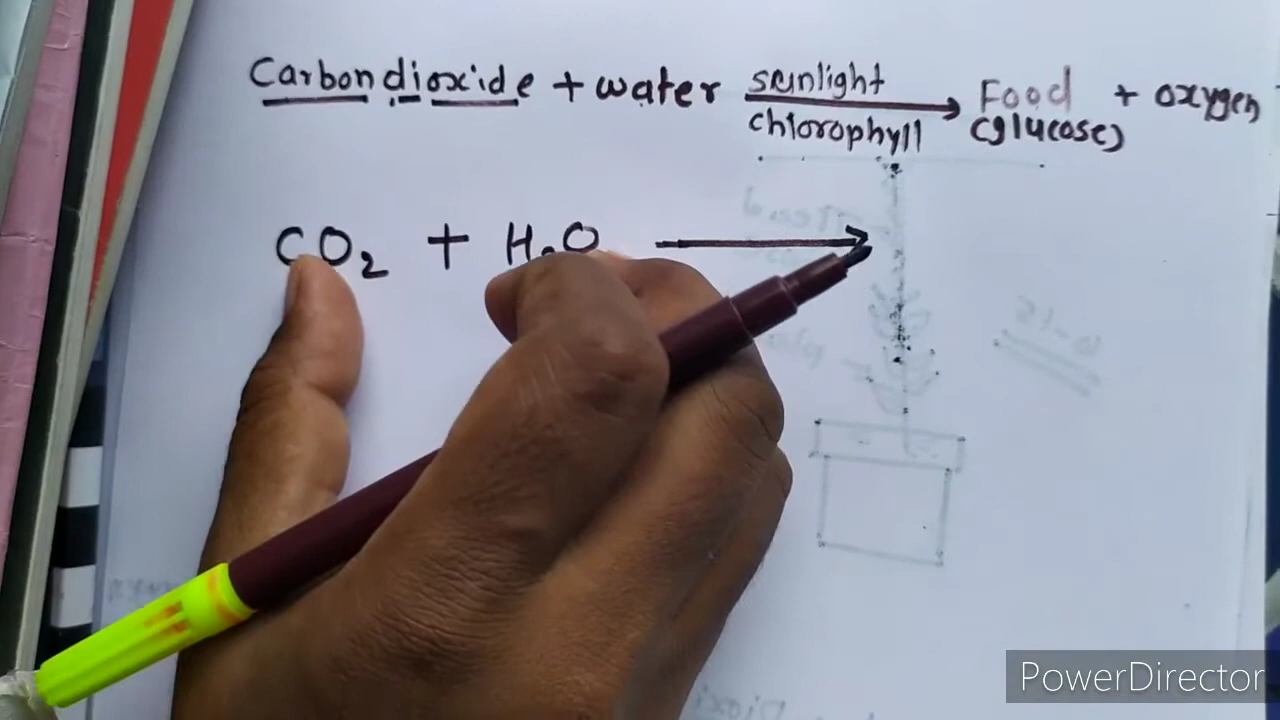 Carbondioxide + water sunlight Food + oxygen
chlorophyll (glucose)
CO₂ + H₂O →
PowerDirector